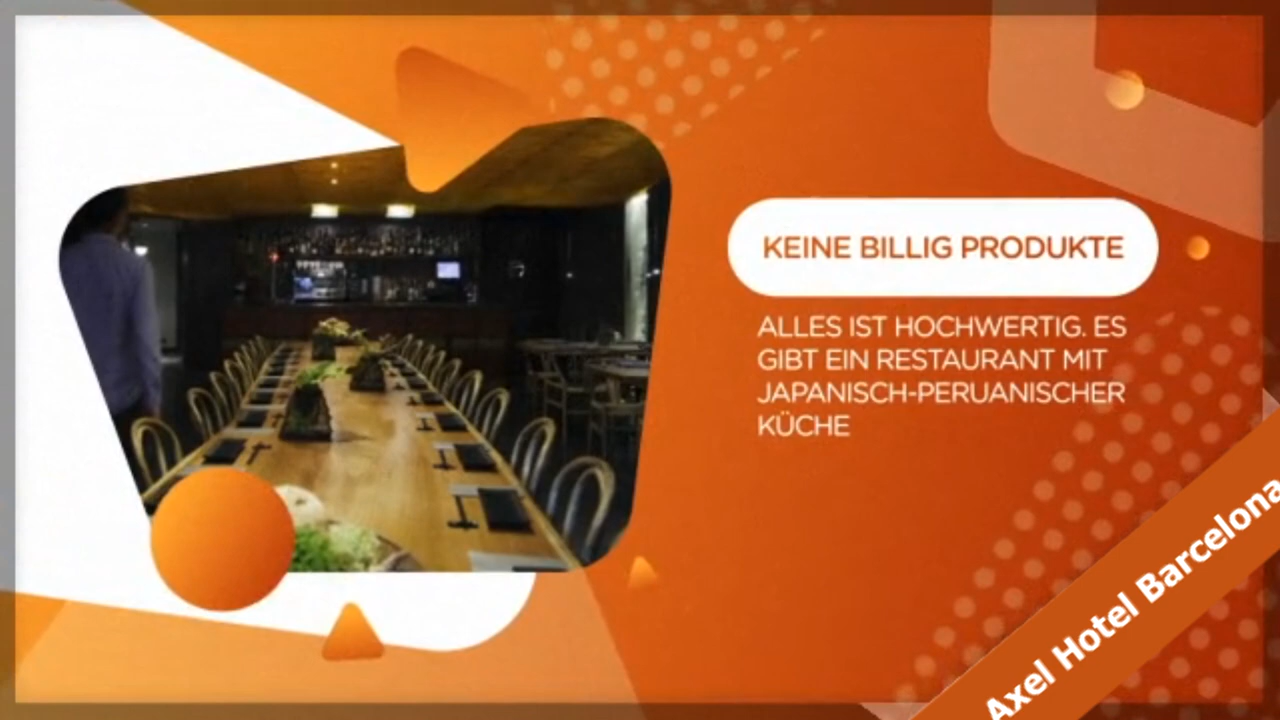 KEINE BILLIG PRODUKTE
ALLES IST HOCHWERTIG. ES
GIBT EIN RESTAURANT MIT
JAPANISCH-PERUANISCHER
KÜCHE
Axel Hotel Barcelona